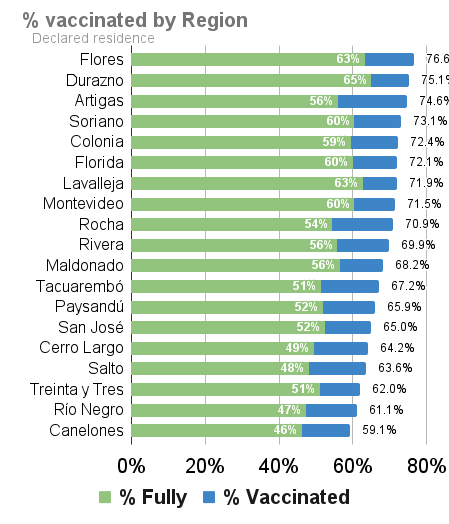 % vaccinated by Region
Declared residence
Flores 63% 76.6
Durazno 65% 75.1%
Artigas 56% 74.6%
Soriano 60% 73.1%
Colonia 59% 72.4%
Florida 60% 72.1%
Lavalleja 63% 71.9%
Montevideo 60% 71.5%
Rocha 54% 70.9%
Rivera 56% 69.9%
Maldonado 56% 68.2%
Tacuarembó 51% 67.2%
Paysandú 52% 65.9%
San José 52% 65.0%
Cerro Largo 49% 64.2%
Salto 48% 63.6%
Treinta y Tres 51% 62.0%
Río Negro 47% 61.1%
Canelones 46% 59.1%
0% 20% 40% 60% 80%
% Fully % Vaccinated